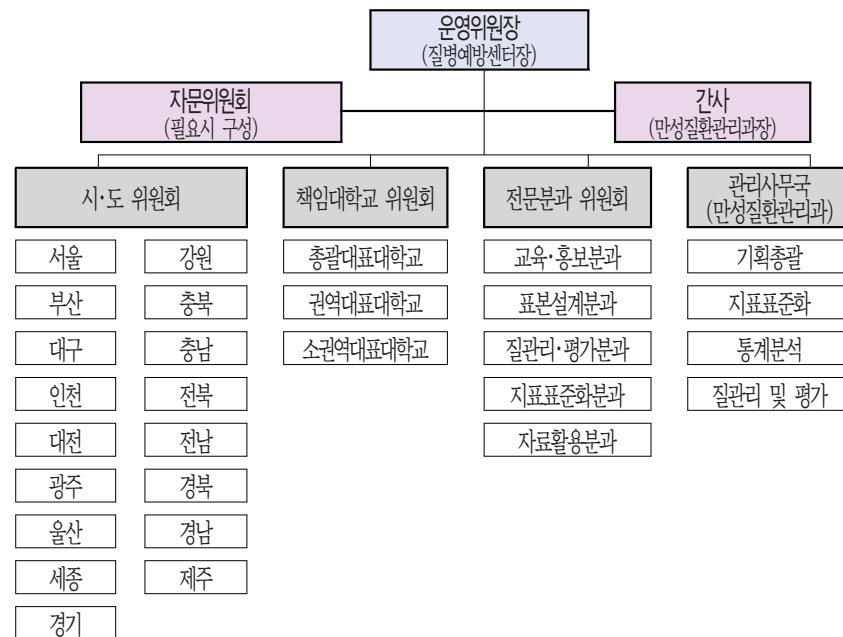 운영위원장
(질병예방센터장)
자문위원회
(필요시 구성)
간사
(만성질환관리과장)
시·도 위원회
책임대학교 위원회
전문분과 위원회
관리사무국
(만성질환관리과)
서울
강원
총괄대표대학교
교육·홍보분과
기획총괄
부산
충북
권역대표대학교
표본설계분과
지표표준화
대구
충남
소권역대표대학교
질관리·평가분과
통계분석
인천
전북
지표표준화분과
질관리 및 평가
대전
전남
자료활용분과
광주
경북
울산
경남
세종
제주
경기